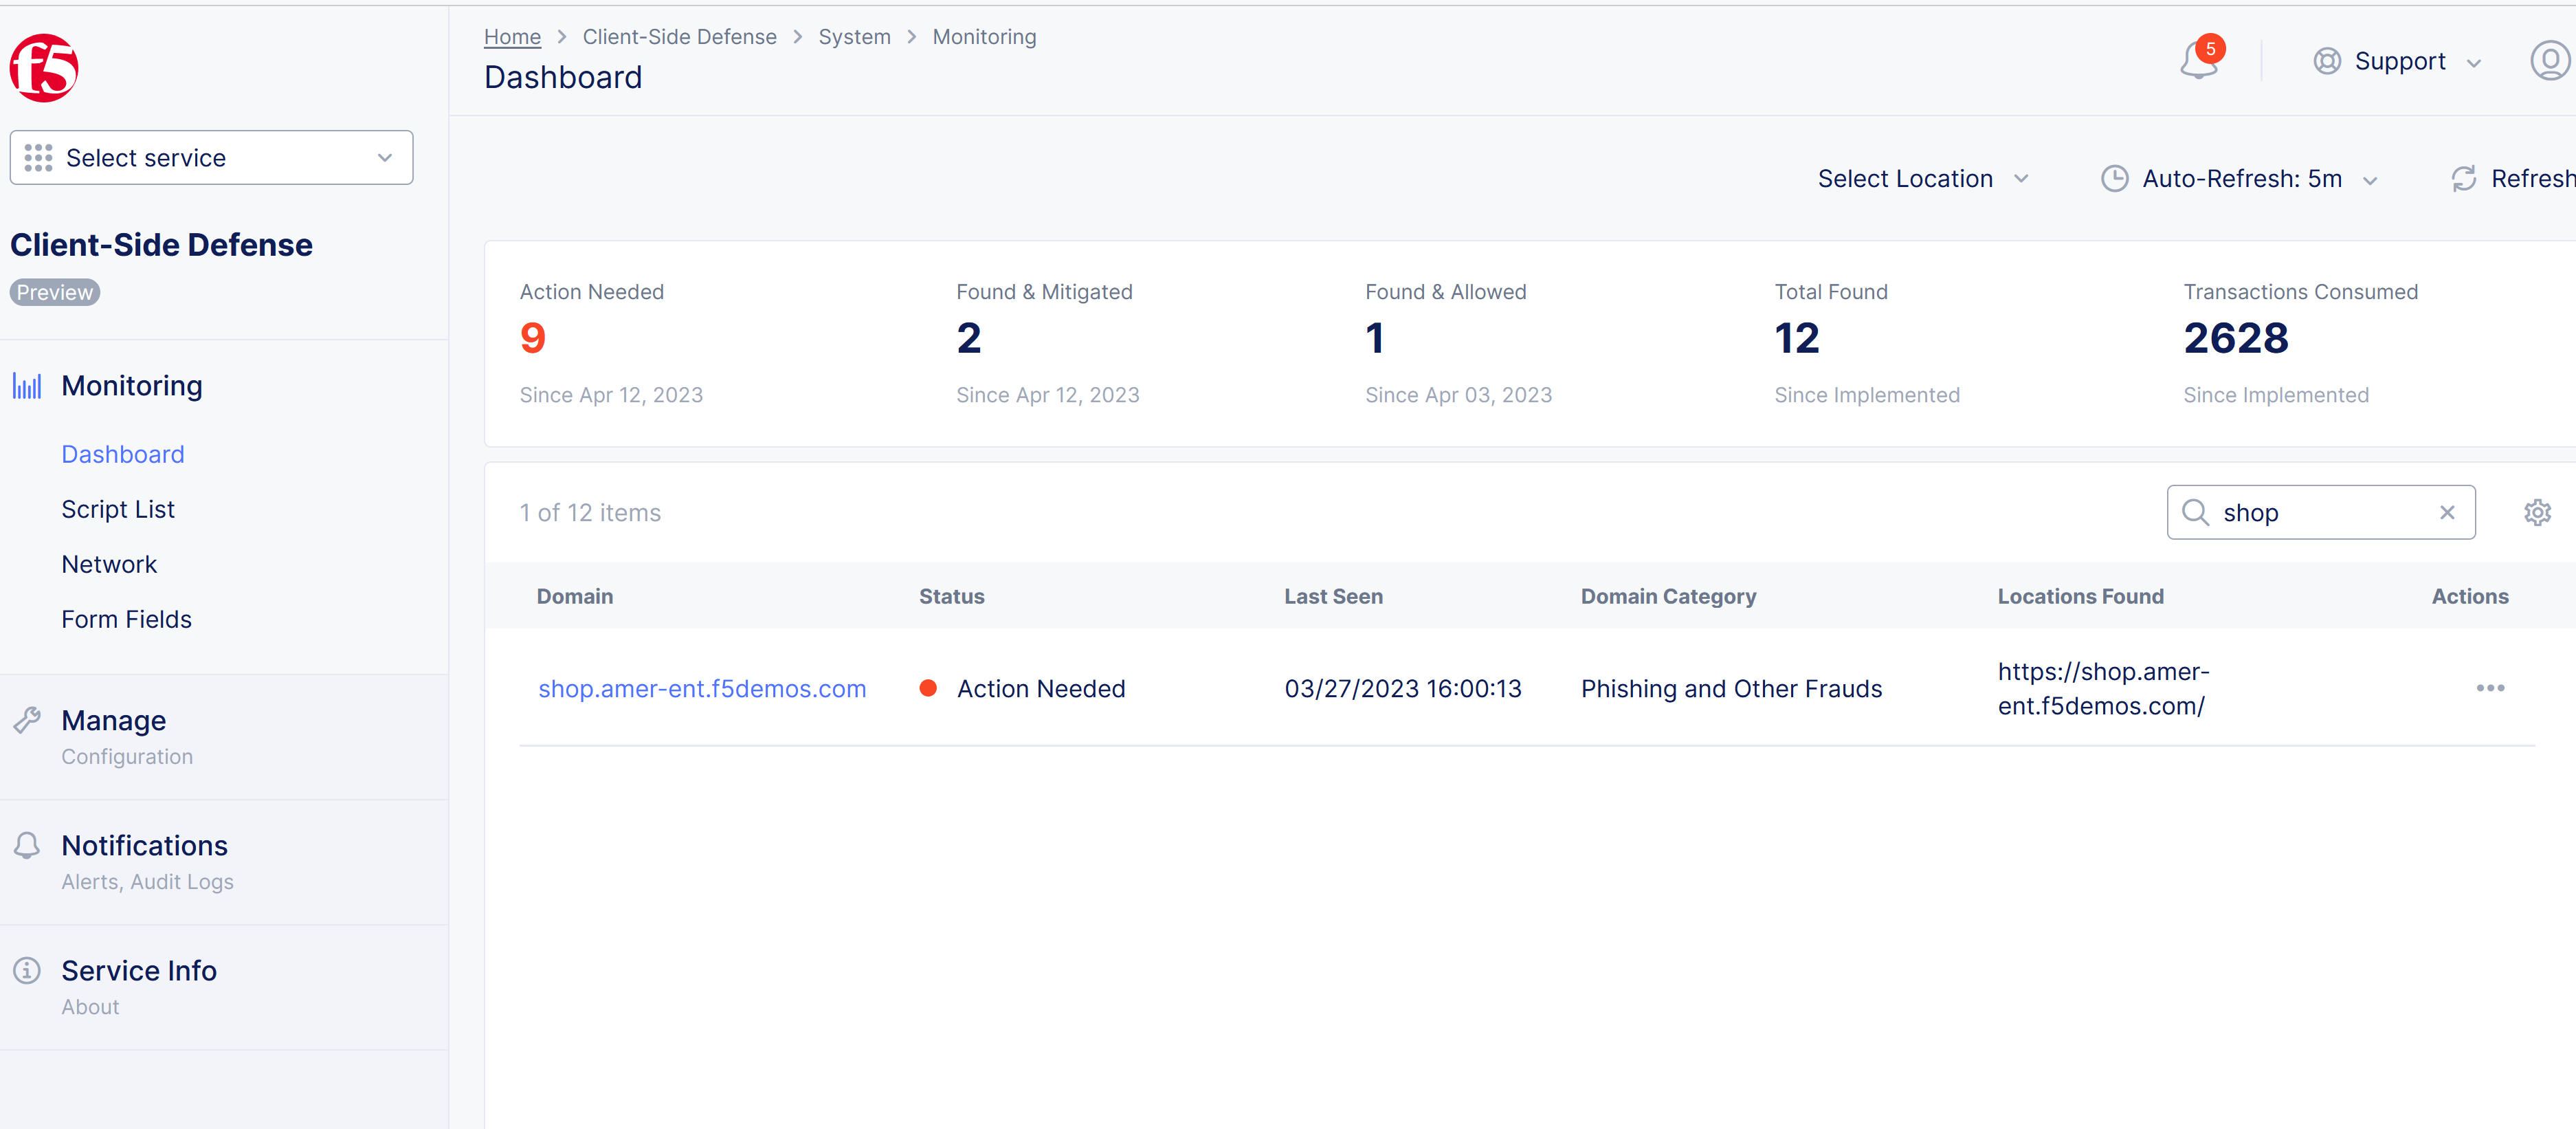 f5
Select service
Client-Side Defense
Preview
Monitoring
Dashboard
Script List
Network
Form Fields
Manage
Configuration
Notifications
Alerts, Audit Logs
Service Info
About
Home > Client-Side Defense > System > Monitoring
Dashboard
5
Support
Select Location
Auto-Refresh: 5m
Refresh
Action Needed
9
Since Apr 12, 2023
Found & Mitigated
2
Since Apr 12, 2023
Found & Allowed
1
Since Apr 03, 2023
Total Found
12
Since Implemented
Transactions Consumed
2628
Since Implemented
1 of 12 items
shop
Domain Status Last Seen Domain Category Locations Found Actions
shop.amer-ent.f5demos.com Action Needed 03/27/2023 16:00:13 Phishing and Other Frauds https://shop.amer-
ent.f5demos.com/